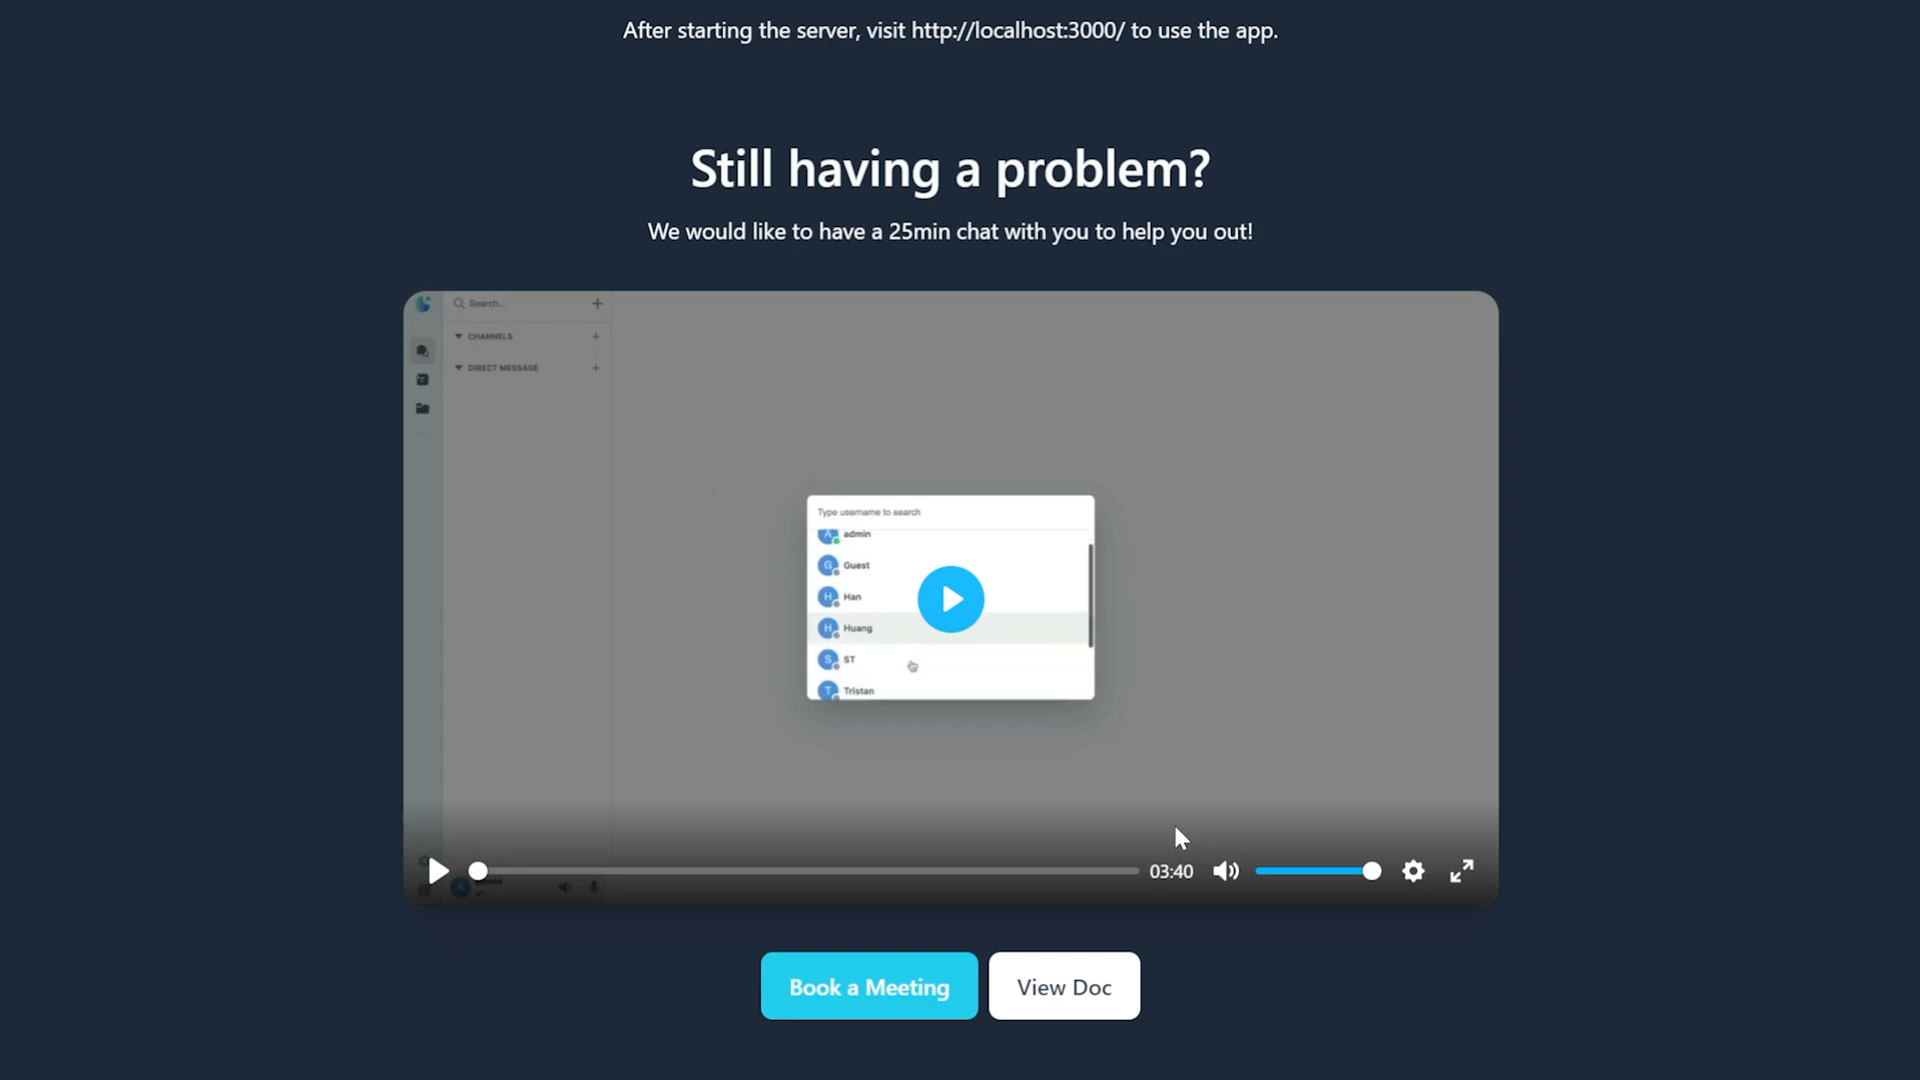 After starting the server, visit http://localhost:3000/ to use the app.
Still having a problem?
We would like to have a 25min chat with you to help you out!
Search...
CHANNELS
DIRECT MESSAGE
Type username to search
A admin
G Guest
H Han
H Huang
S ST
T Tristan
03:40
A admin
Book a Meeting
View Doc